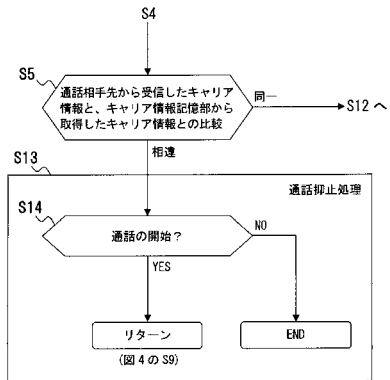 S4
S5
通話相手先から受信したキャリア
情報と、キャリア情報記憶部から
取得したキャリア情報との比較
同一
S12 へ
相違
S13
通話抑止処理
S14
通話の開始？
NO
YES
リターン
END
(図 4 の S9)